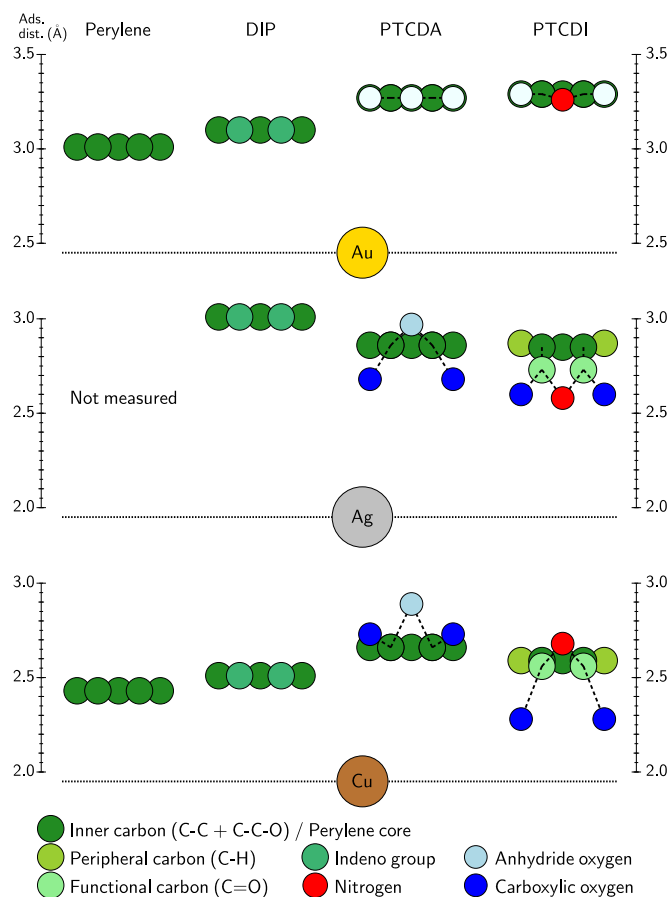 Ads.
dist. (Å)
Perylene
DIP
PTCDA
PTCDI
3.5
3.5
3.0
3.0
2.5
2.5
Au
3.0
3.0
Not measured
2.5
2.5
2.0
2.0
Ag
3.0
3.0
2.5
2.5
2.0
2.0
Cu
Inner carbon (C-C + C-C-O) / Perylene core
Peripheral carbon (C-H)
Indeno group
Anhydride oxygen
Functional carbon (C=O)
Nitrogen
Carboxylic oxygen